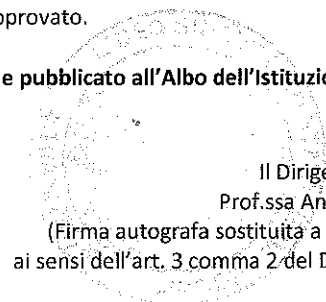 pprovato.
e pubblicato all'Albo dell'Istituzio
Il Dirige
Prof.ssa An
(Firma autografa sostituita a
ai sensi dell'art. 3 comma 2 del D